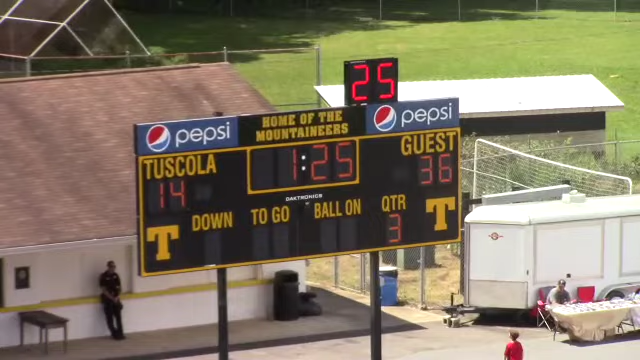 25
pepsi
HOME OF THE
MOUNTAINEERS
pepsi
TUSCOLA
1:25
GUEST
14
DAKTRONICS
36
DOWN
TO GO
BALL ON
QTR
T
3
T